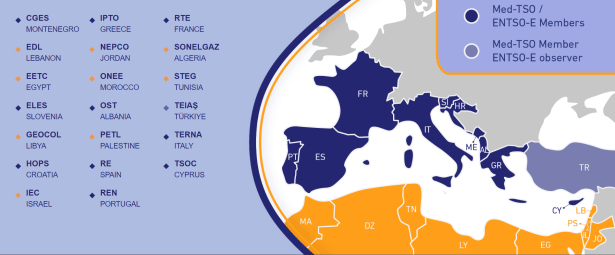 CGES
MONTENEGRO
EDL
LEBANON
EETC
EGYPT
ELES
SLOVENIA
GEOCOL
LIBYA
HOPS
CROATIA
IEC
ISRAEL
IPTO
GREECE
NEPCO
JORDAN
ONEE
MOROCCO
OST
ALBANIA
PETL
PALESTINE
RE
SPAIN
REN
PORTUGAL
RTE
FRANCE
SONELGAZ
ALGERIA
STEG
TUNISIA
TEIAŞ
TÜRKIYE
TERNA
ITALY
TSOC
CYPRUS
Med-TSO /
ENTSO-E Members
Med-TSO Member
ENTSO-E observer
FR
SI
HR
IT
ME
AL
PT
ES
GR
TR
CY
LB
PS
IL
JO
MA
DZ
TN
LY
EG